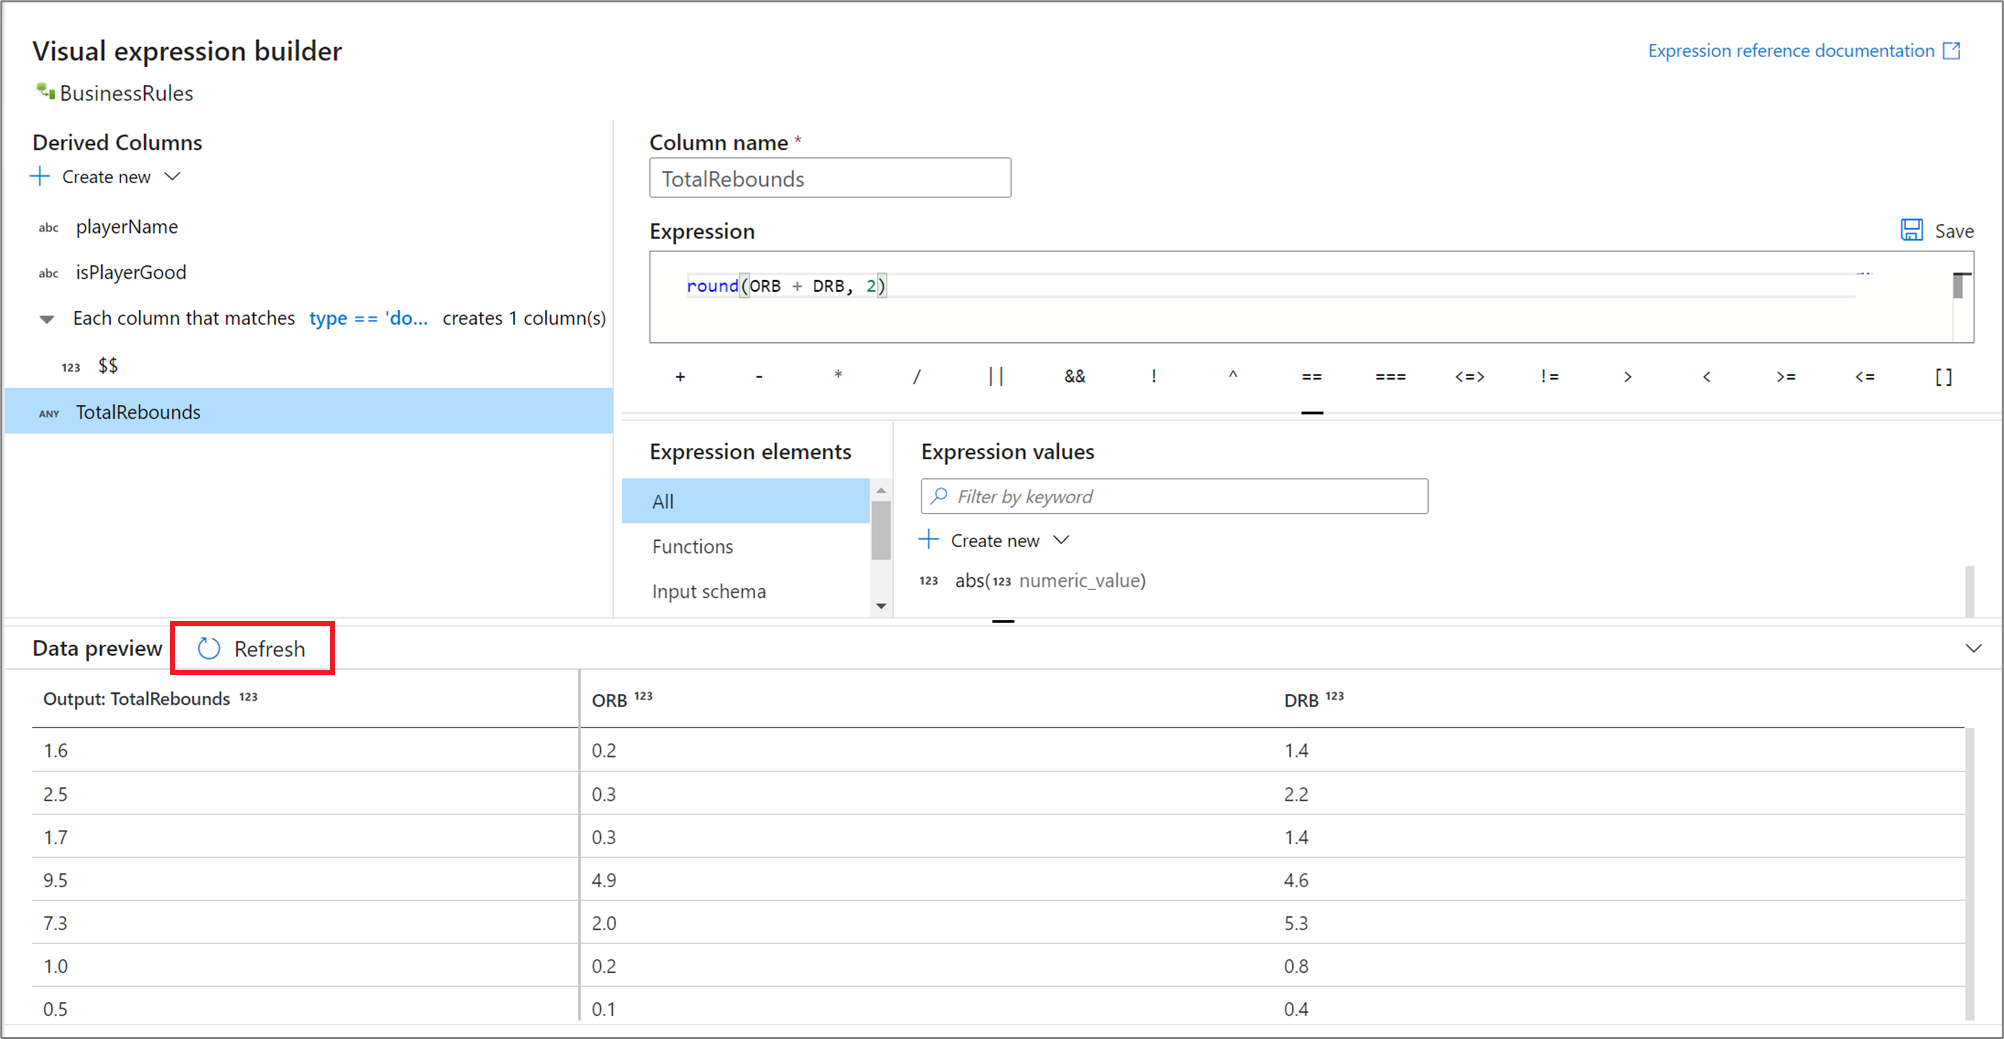 Visual expression builder
Expression reference documentation
BusinessRules
Derived Columns
Create new
abc playerName
abc isPlayerGood
Each column that matches type == 'do... creates 1 column(s)
123 $$
ANY TotalRebounds
Column name *
TotalRebounds
Expression
Save
round(ORB + DRB, 2)
+ - * / || && ! ^ == === <=> != > < >= <= []
Expression elements
All
Functions
Input schema
Expression values
Filter by keyword
Create new
123 abs(123 numeric_value)
Data preview Refresh
Output: TotalRebounds 123 ORB 123 DRB 123
1.6 0.2 1.4
2.5 0.3 2.2
1.7 0.3 1.4
9.5 4.9 4.6
7.3 2.0 5.3
1.0 0.2 0.8
0.5 0.1 0.4